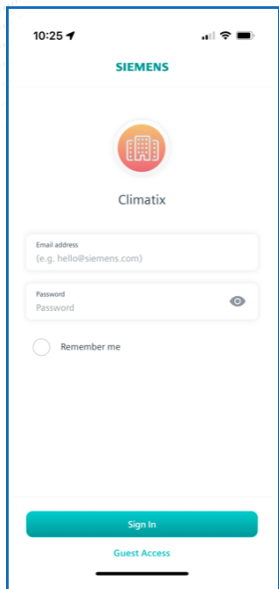 10:25
SIEMENS
Climatix
Email address
(e.g. hello@siemens.com)
Password
Password
Remember me
Sign In
Guest Access